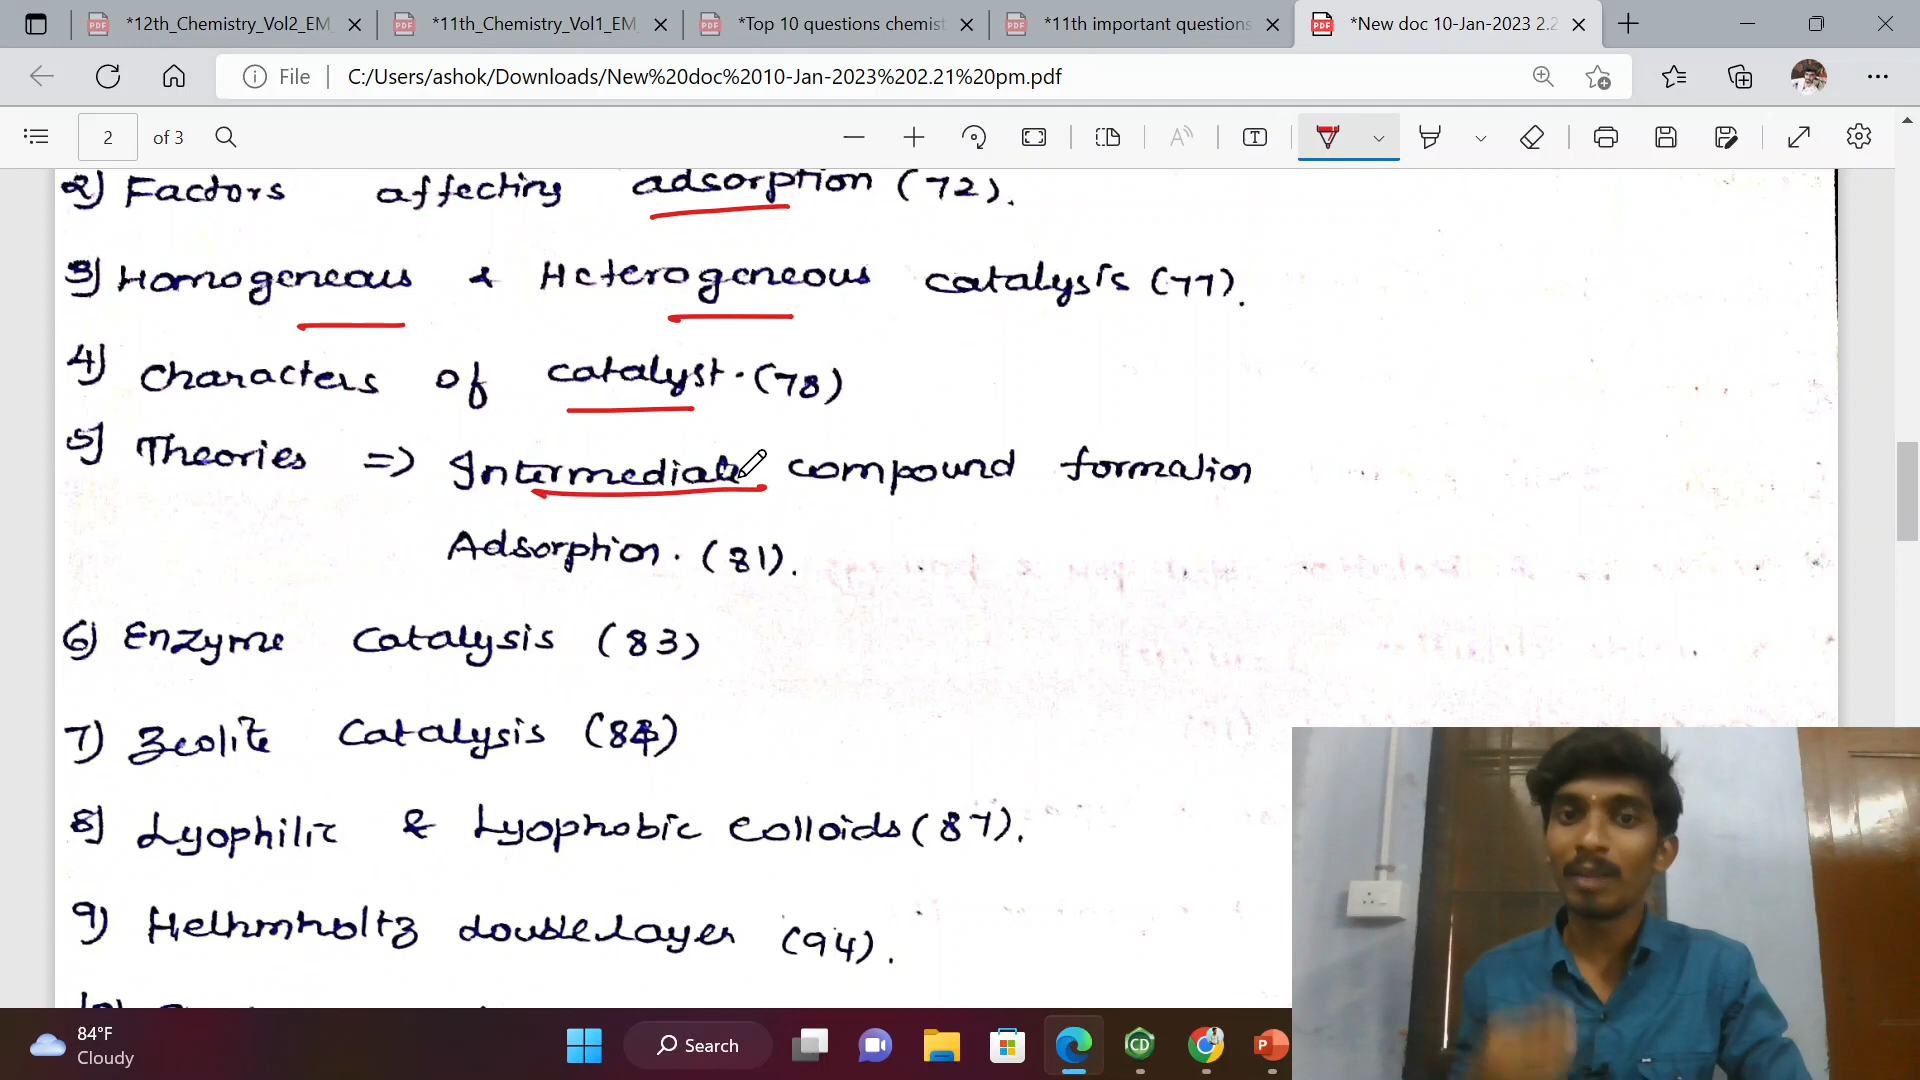 *12th_Chemistry_Vol2_EM
*11th_Chemistry_Vol1_EM
*Top 10 questions chemist
*11th important questions
*New doc 10-Jan-2023 2.2
File
C:/Users/ashok/Downloads/New%20doc%2010-Jan-2023%202.21%20pm.pdf
2 of 3
2) Factors affecting adsorption (72).
3) Homogeneous & Heterogeneous catalysis (77).
4) Characters of catalyst. (78)
5) Theories => Intermediate compound formation
Adsorption. (81).
6) Enzyme Catalysis (83)
7) Zeolite Catalysis (84)
8) Lyophilic & Lyophobic Colloids (87).
9) Helhmholtz doublelayer (94).
84°F
Cloudy
Search